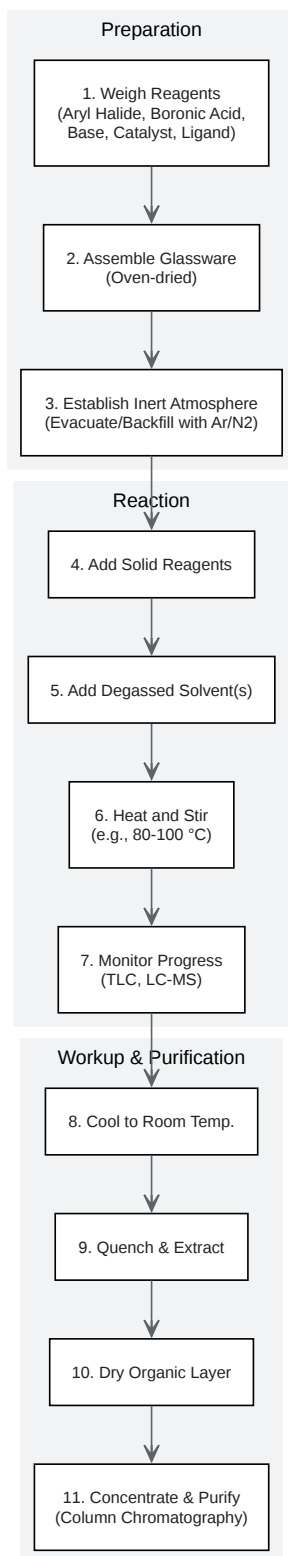 Preparation
1. Weigh Reagents
(Aryl Halide, Boronic Acid,
Base, Catalyst, Ligand)
2. Assemble Glassware
(Oven-dried)
3. Establish Inert Atmosphere
(Evacuate/Backfill with Ar/N2)
Reaction
4. Add Solid Reagents
5. Add Degassed Solvent(s)
6. Heat and Stir
(e.g., 80-100 °C)
7. Monitor Progress
(TLC, LC-MS)
Workup & Purification
8. Cool to Room Temp.
9. Quench & Extract
10. Dry Organic Layer
11. Concentrate & Purify
(Column Chromatography)